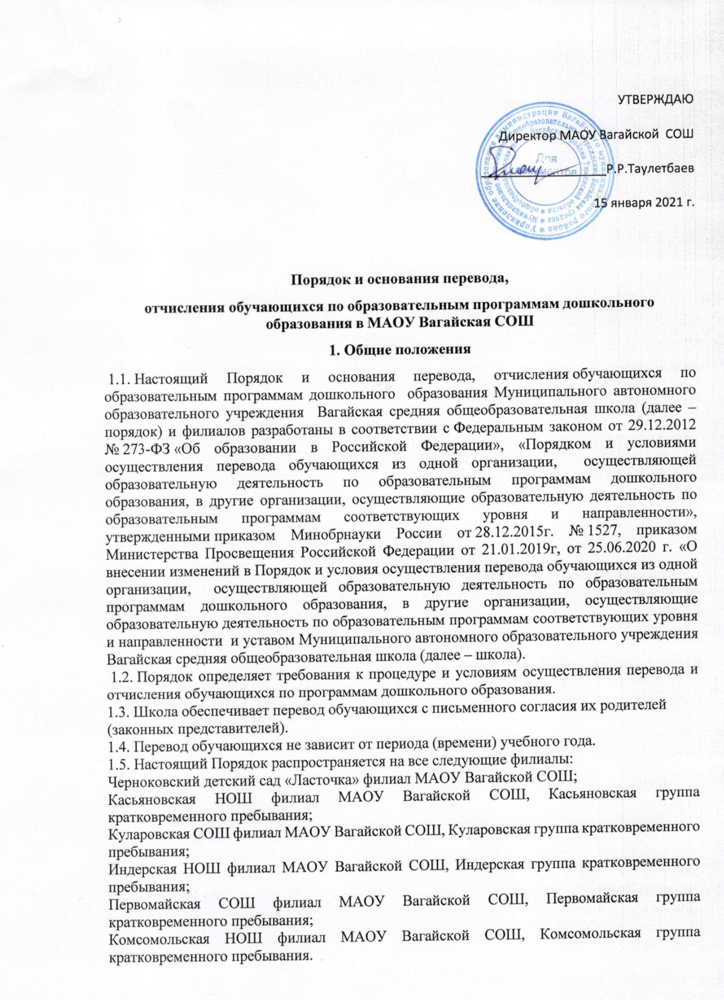 УТВЕРЖДАЮ
Директор МАОУ Вагайской СОШ
Р.Р.Таулетбаев
15 января 2021 г.
Управление образования администрации Вагайского муниципального района
Для
документов
Порядок и основания перевода,
отчисления обучающихся по образовательным программам дошкольного
образования в МАОУ Вагайская СОШ
1. Общие положения
1.1. Настоящий Порядок и основания перевода, отчисления обучающихся по
образовательным программам дошкольного образования Муниципального автономного
образовательного учреждения Вагайская средняя общеобразовательная школа (далее –
порядок) и филиалов разработаны в соответствии с Федеральным законом от 29.12.2012
№ 273-ФЗ «Об образовании в Российской Федерации», «Порядком и условиями
осуществления перевода обучающихся из одной организации, осуществляющей
образовательную деятельность по образовательным программам дошкольного
образования, в другие организации, осуществляющие образовательную деятельность по
образовательным программам соответствующих уровня и направленности»,
утвержденными приказом Минобрнауки России от 28.12.2015г. № 1527, приказом
Министерства Просвещения Российской Федерации от 21.01.2019г, от 25.06.2020 г. «О
внесении изменений в Порядок и условия осуществления перевода обучающихся из одной
организации, осуществляющей образовательную деятельность по образовательным
программам дошкольного образования, в другие организации, осуществляющие
образовательную деятельность по образовательным программам соответствующих уровня
и направленности и уставом Муниципального автономного образовательного учреждения
Вагайская средняя общеобразовательная школа (далее – школа).
1.2. Порядок определяет требования к процедуре и условиям осуществления перевода и
отчисления обучающихся по программам дошкольного образования.
1.3. Школа обеспечивает перевод обучающихся с письменного согласия их родителей
(законных представителей).
1.4. Перевод обучающихся не зависит от периода (времени) учебного года.
1.5. Настоящий Порядок распространяется на все следующие филиалы:
Черноковский детский сад «Ласточка» филиал МАОУ Вагайской СОШ;
Касьяновская НОШ филиал МАОУ Вагайской СОШ, Касьяновская группа
кратковременного пребывания;
Куларовская СОШ филиал МАОУ Вагайской СОШ, Куларовская группа кратковременного
пребывания;
Индерская НОШ филиал МАОУ Вагайской СОШ, Индерская группа кратковременного
пребывания;
Первомайская СОШ филиал МАОУ Вагайской СОШ, Первомайская группа
кратковременного пребывания;
Комсомольская НОШ филиал МАОУ Вагайской СОШ, Комсомольская группа
кратковременного пребывания.